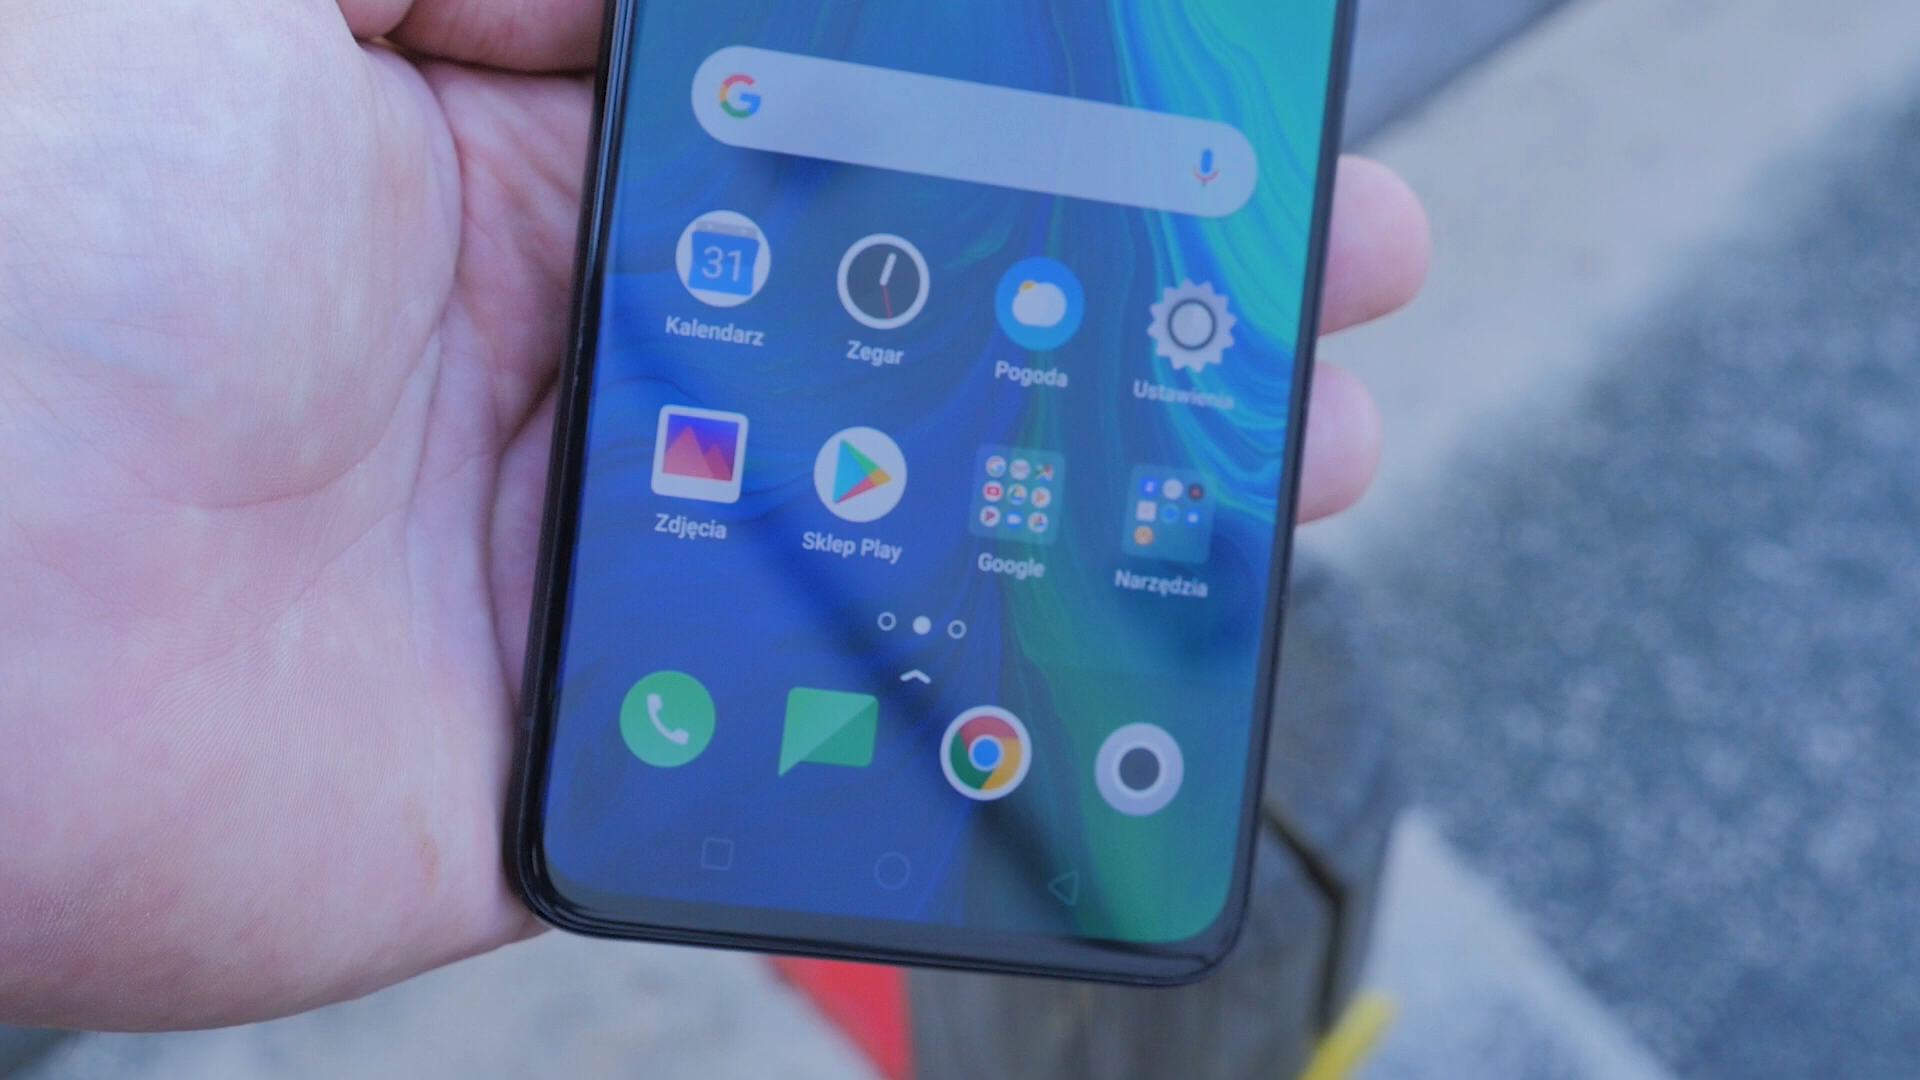 G
31
Kalendarz
Zegar
Pogoda
Ustawienia
Zdjęcia
Sklep Play
Google
Narzędzia